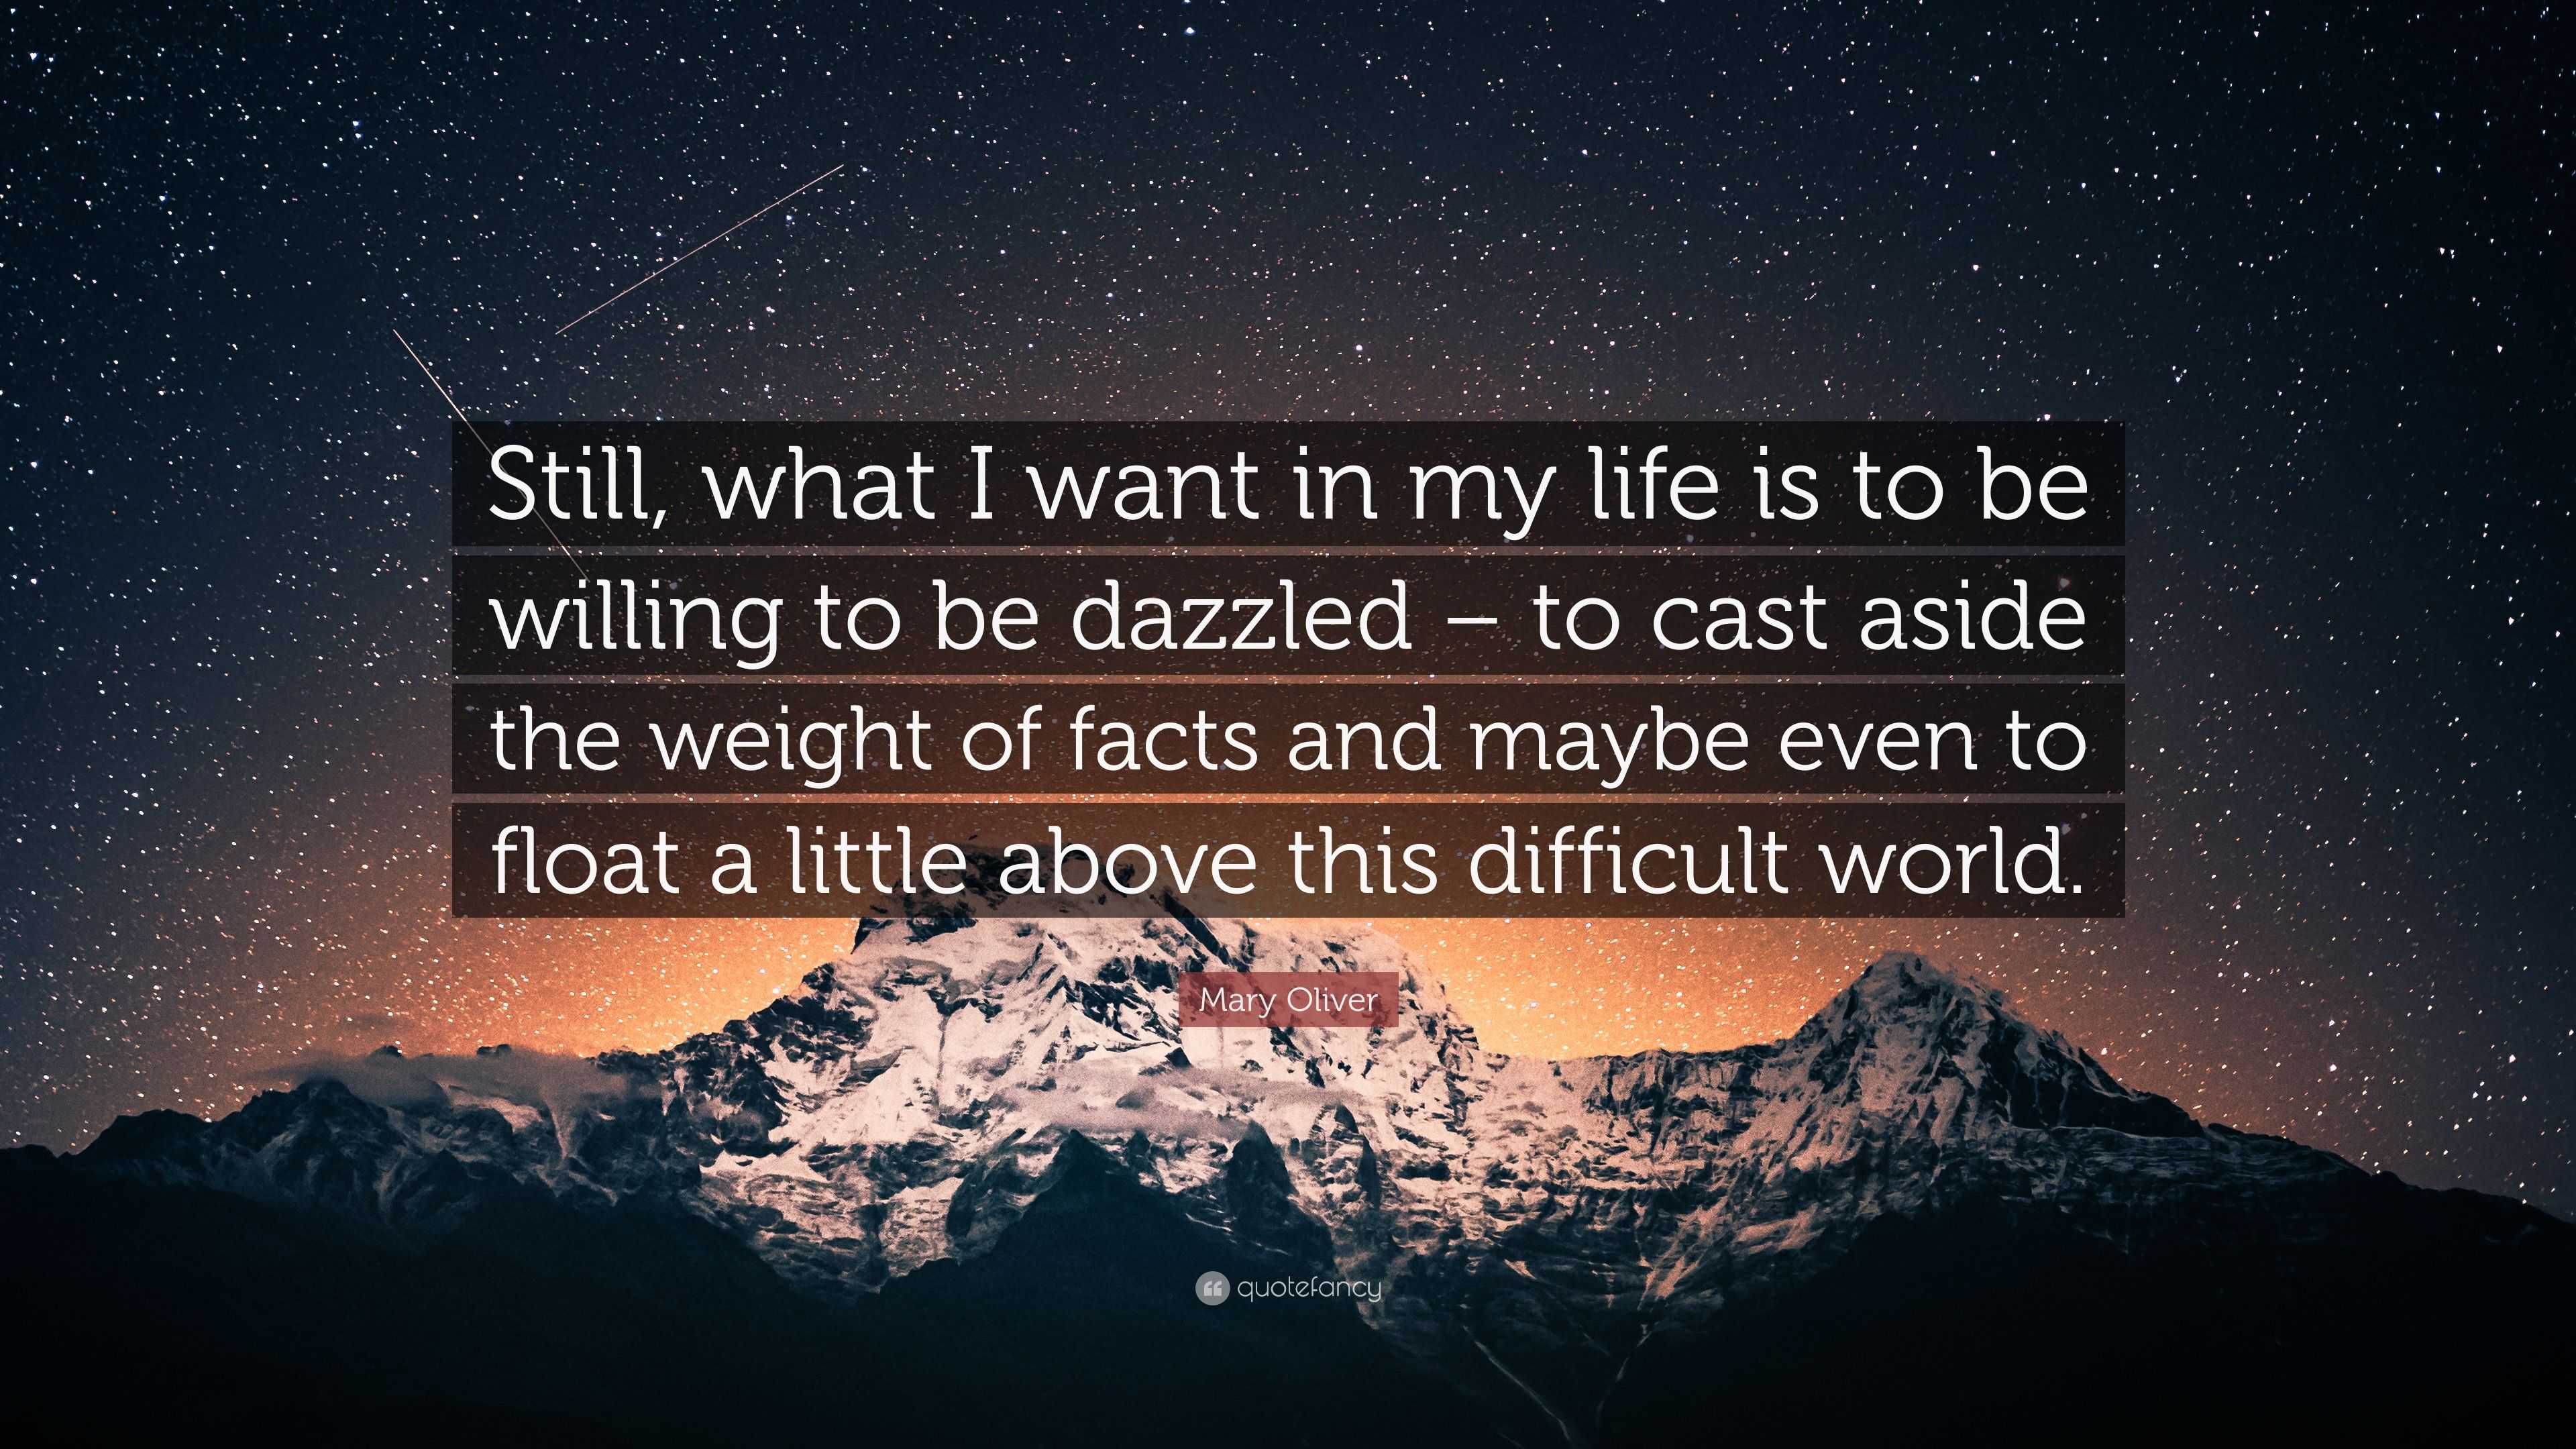 Still, what I want in my life is to be
willing to be dazzled – to cast aside
the weight of facts and maybe even to
float a little above this difficult world.
Mary Oliver
quotefancy